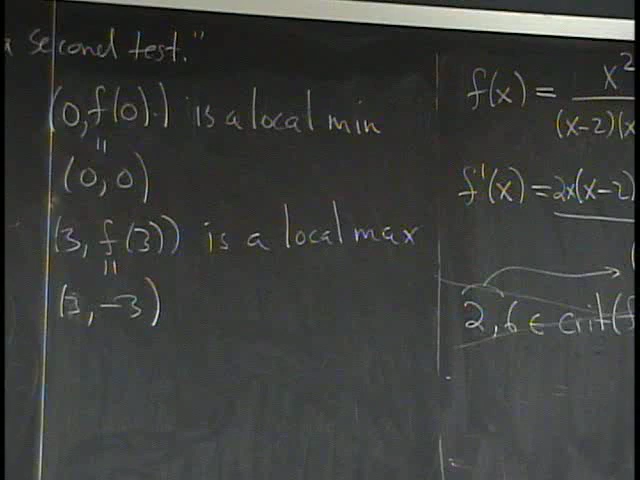 second test."
(0, f(0)) is a local min
=
(0, 0)
(3, f(3)) is a local max
=
(3, -3)
f(x) = x²
(x-2)(x
f'(x) = 2x(x-2)
2, 6 ∈ crit(f